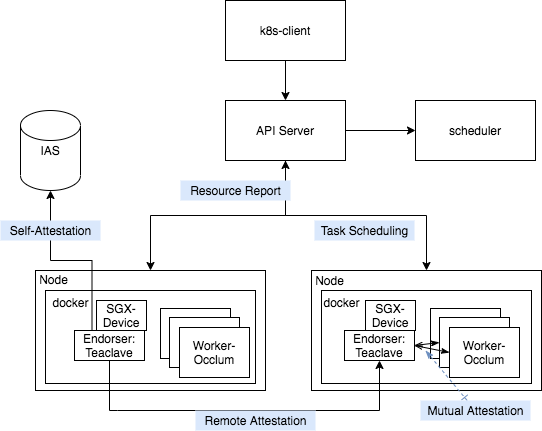 k8s-client
API Server
scheduler
IAS
Resource Report
Self-Attestation
Task Scheduling
Node
docker
SGX-
Device
Endorser:
Teaclave
Worker-
Occlum
Node
docker
SGX-
Device
Endorser:
Teaclave
Worker-
Occlum
Remote Attestation
Mutual Attestation